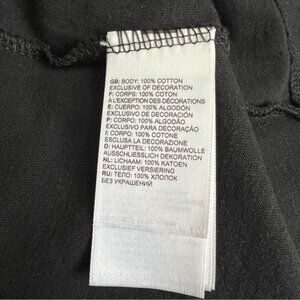 GB: BODY: 100% COTTON
EXCLUSIVE OF DECORATION
F: CORPS: 100% COTON
À L'EXCEPTION DES DÉCORATIONS
E: CUERPO: 100% ALGODÓN
EXCLUSIVO DE DECORACIÓN
P: CORPO: 100% ALGODÃO
EXCLUSIVO PARA DECORAÇÃO
I: CORPO: 100% COTONE
ESCLUSA LA DECORAZIONE
D: HAUPTTEIL: 100% BAUMWOLLE
AUSSCHLIESSLICH DEKORATION
NL: LICHAAM: 100% KATOEN
EXCLUSIEF DECORATIE
RU: ТЕЛО: 100% ХЛОПОК
БЕЗ УКРАШЕНИЙ